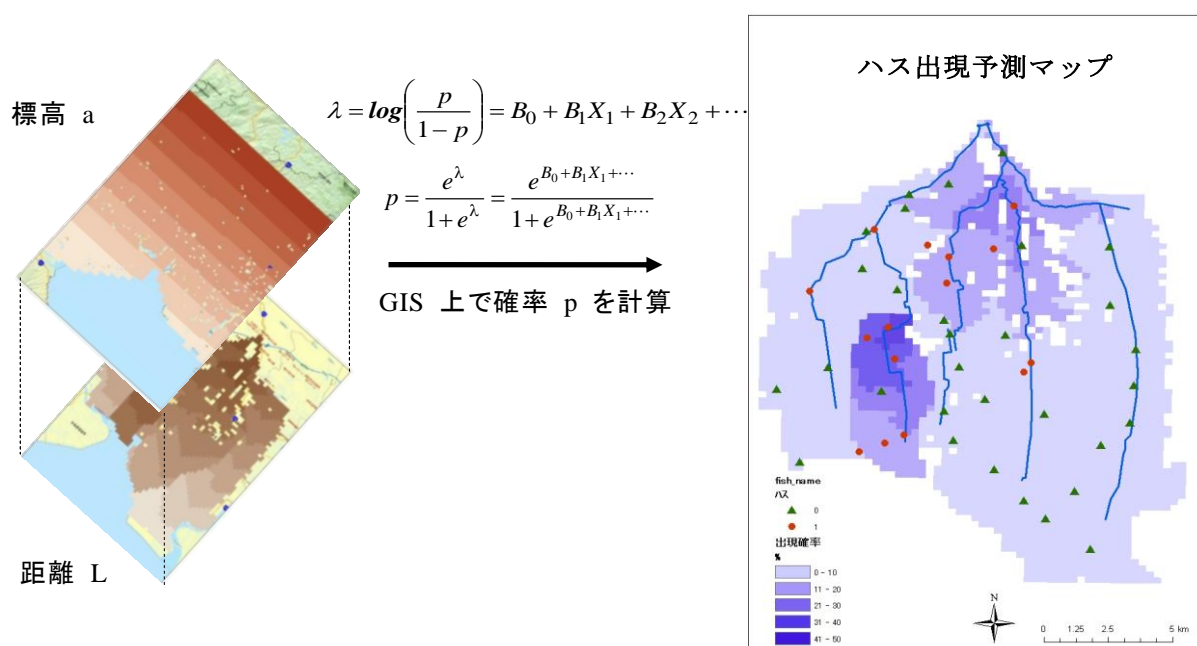 標高 a
距離 L
λ = log(p / (1 − p)) = B₀ + B₁X₁ + B₂X₂ + ⋯
p = e^λ / (1 + e^λ) = e^(B₀+B₁X₁+⋯) / (1 + e^(B₀+B₁X₁+⋯))
GIS 上で確率 p を計算
ハス出現予測マップ
fish_name
ハス
0
1
出現確率
%
0 - 10
11 - 20
21 - 30
31 - 40
41 - 50
N
0 1.25 2.5 5 km